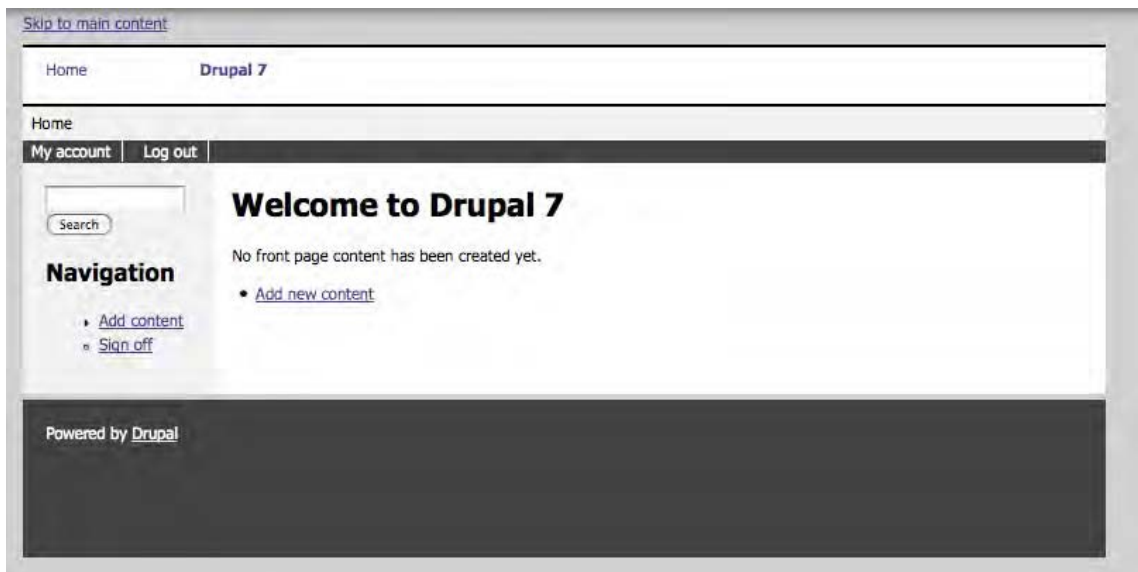 Skip to main content
Home Drupal 7
Home
My account Log out
Search
Navigation
Add content
Sign off
Welcome to Drupal 7
No front page content has been created yet.
Add new content
Powered by Drupal